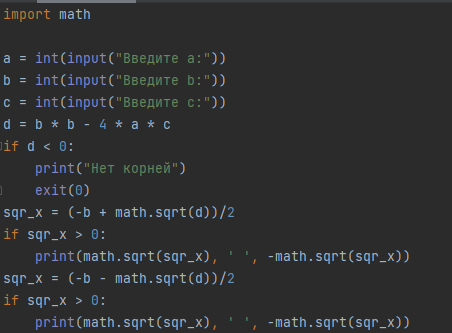 import math

a = int(input("Введите a:"))
b = int(input("Введите b:"))
c = int(input("Введите c:"))
d = b * b - 4 * a * c
if d < 0:
    print("Нет корней")
    exit(0)
sqr_x = (-b + math.sqrt(d))/2
if sqr_x > 0:
    print(math.sqrt(sqr_x), ' ', -math.sqrt(sqr_x))
sqr_x = (-b - math.sqrt(d))/2
if sqr_x > 0:
    print(math.sqrt(sqr_x), ' ', -math.sqrt(sqr_x))